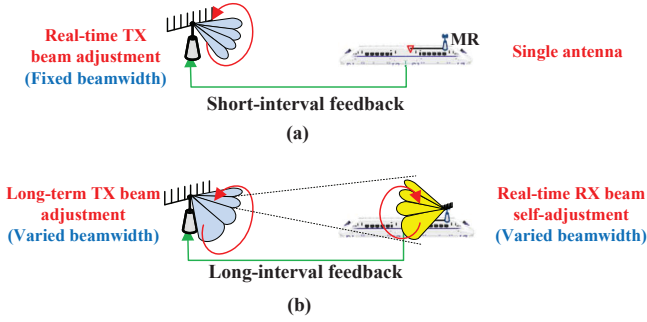 Real-time TX
beam adjustment
(Fixed beamwidth)
MR
Single antenna
Short-interval feedback
(a)
Long-term TX beam
adjustment
(Varied beamwidth)
Real-time RX beam
self-adjustment
(Varied beamwidth)
Long-interval feedback
(b)